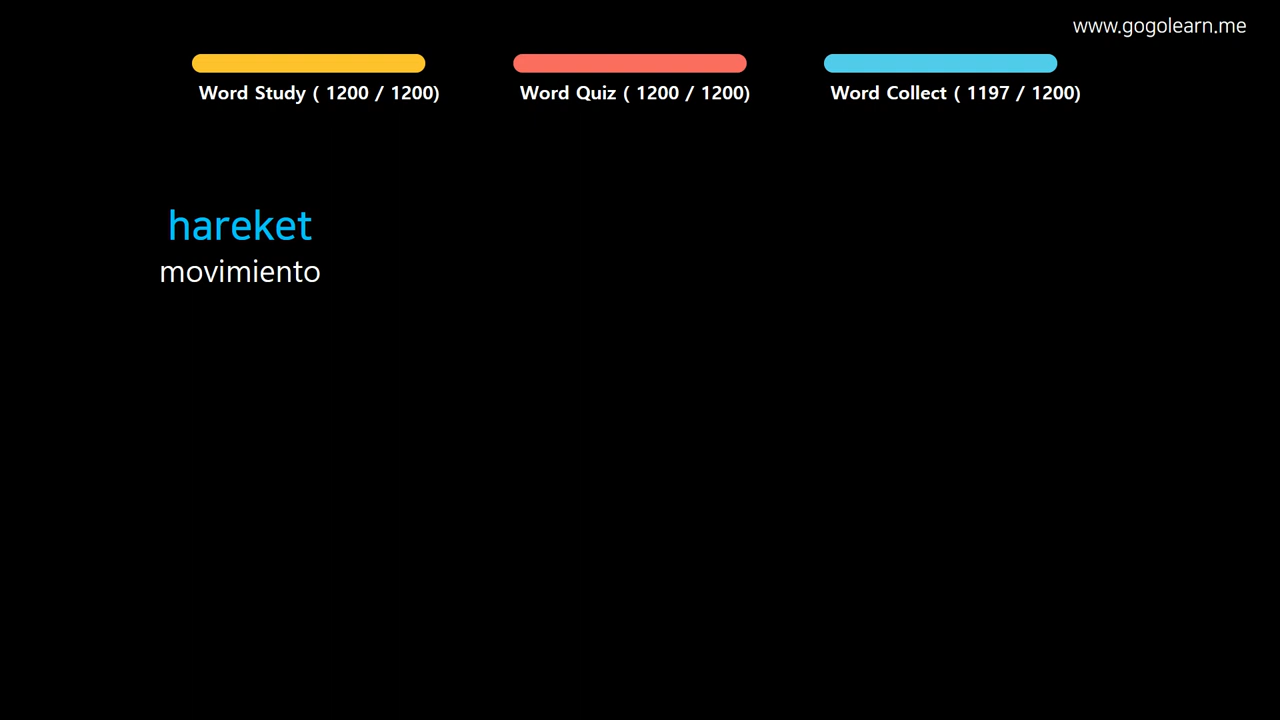 www.gogolearn.me
Word Study ( 1200 / 1200)
Word Quiz ( 1200 / 1200)
Word Collect ( 1197 / 1200)
hareket
movimiento